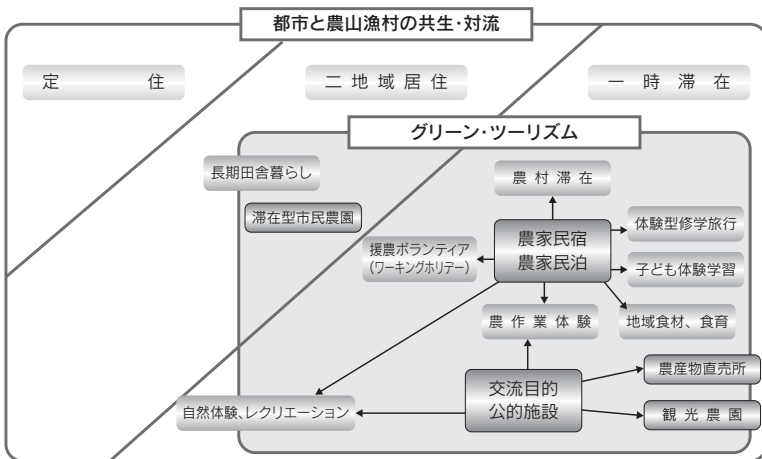 都市と農山漁村の共生・対流
定住
二地域居住
一時滞在
グリーン・ツーリズム
長期田舎暮らし
農村滞在
滞在型市民農園
農家民宿
農家民泊
体験型修学旅行
援農ボランティア
(ワーキングホリデー)
子ども体験学習
農作業体験
地域食材、食育
交流目的
公的施設
農産物直売所
自然体験、レクリエーション
観光農園